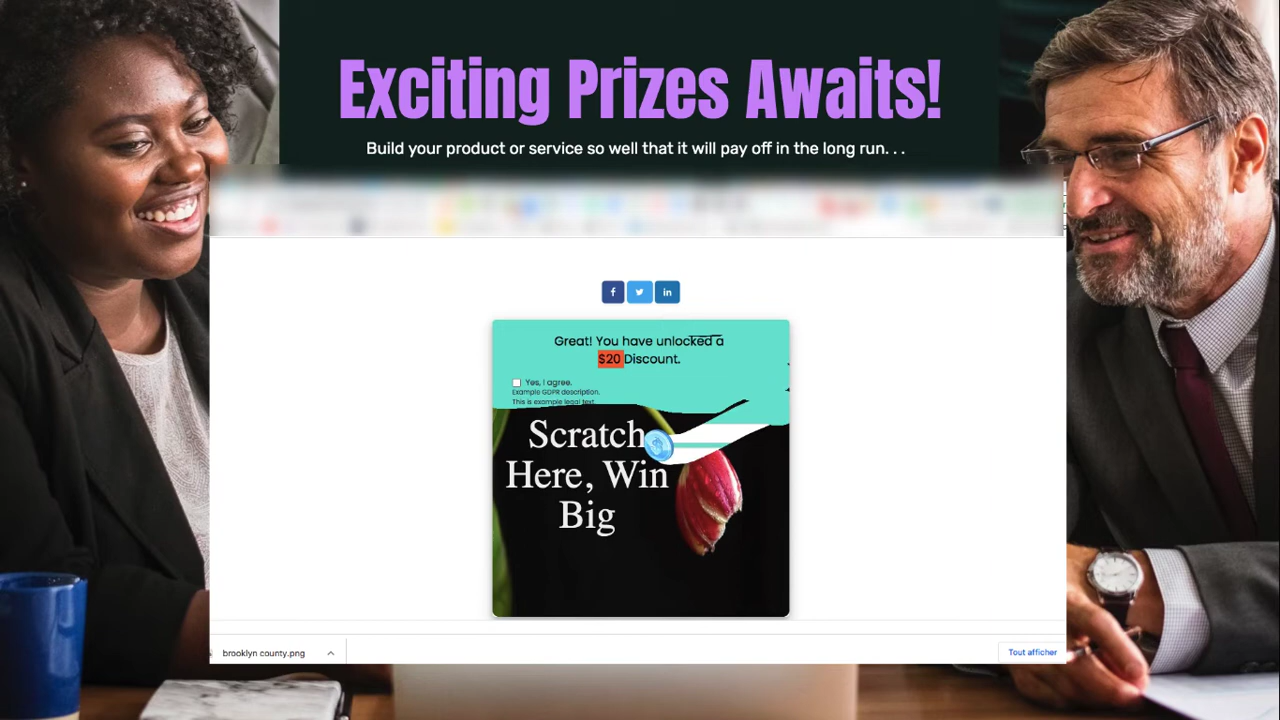 Exciting Prizes Awaits!
Build your product or service so well that it will pay off in the long run. . .
f
in
Great! You have unlocked a
$20 Discount.
Yes, I agree.
Example GDPR description.
This is example legal text.
Scratch
Here, Win
Big
brooklyn county.png
Tout afficher